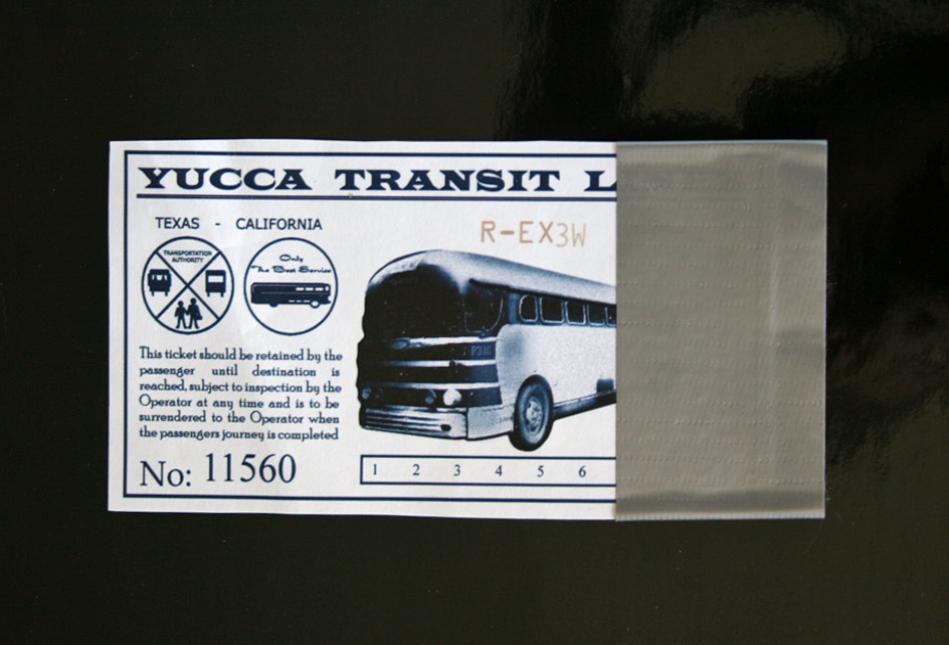 YUCCA TRANSIT L
TEXAS - CALIFORNIA
R-EX3W
TRANSPORTATION
AUTHORITY
Only
The Best Service
This ticket should be retained by the
passenger until destination is
reached, subject to inspection by the
Operator at any time and is to be
surrendered to the Operator when
the passengers journey is completed
No: 11560
1 2 3 4 5 6